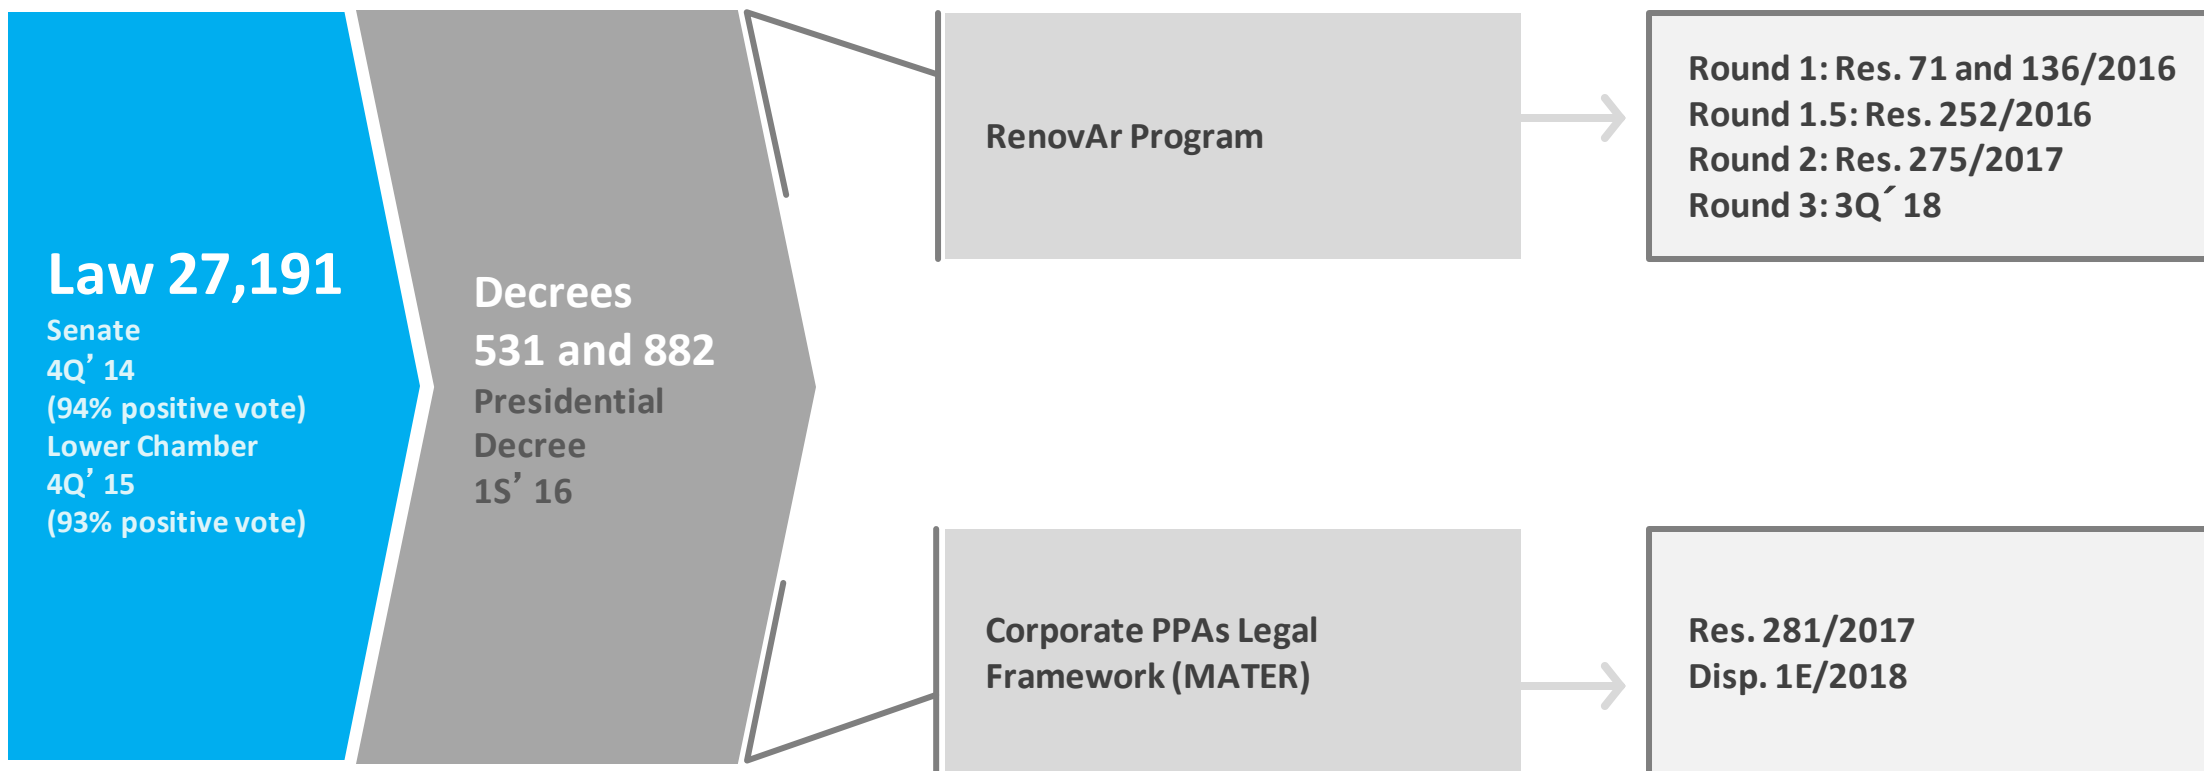 Law 27,191
Senate
4Q’ 14
(94% positive vote)
Lower Chamber
4Q’ 15
(93% positive vote)
Decrees
531 and 882
Presidential
Decree
1S’ 16
RenovAr Program
Round 1: Res. 71 and 136/2016
Round 1.5: Res. 252/2016
Round 2: Res. 275/2017
Round 3: 3Q´ 18
Corporate PPAs Legal
Framework (MATER)
Res. 281/2017
Disp. 1E/2018